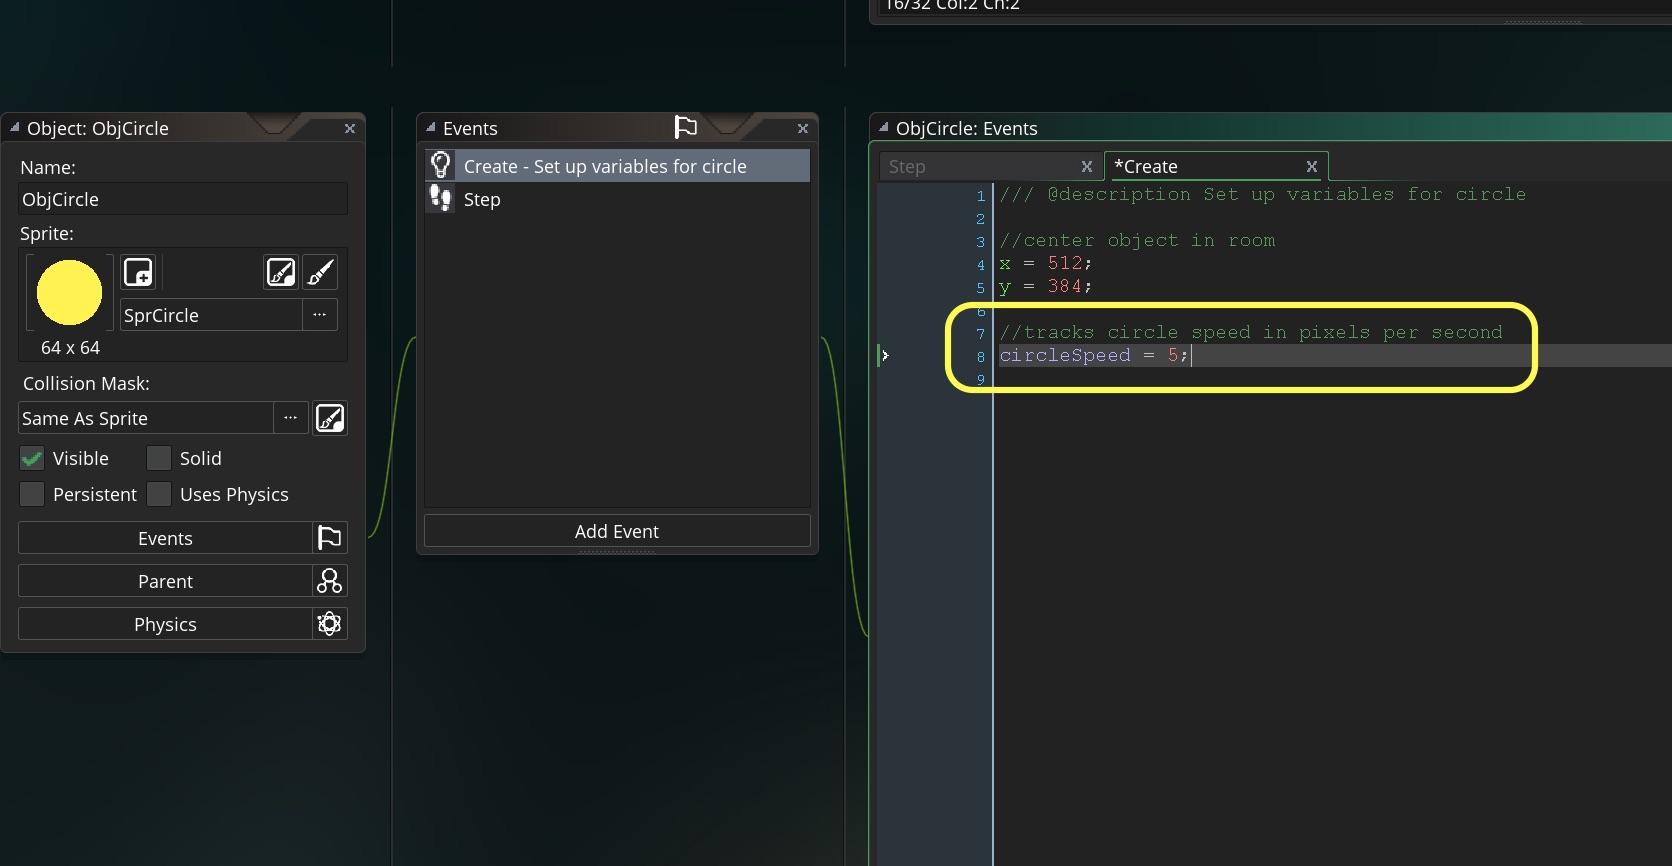 16/32 Col:2 Ch:2
Object: ObjCircle
Name:
ObjCircle
Sprite:
SprCircle
...
64 x 64
Collision Mask:
Same As Sprite
...
Visible
Solid
Persistent
Uses Physics
Events
Parent
Physics
Events
Create - Set up variables for circle
Step
Add Event
ObjCircle: Events
Step
*Create
1 /// @description Set up variables for circle
2
3 //center object in room
4 x = 512;
5 y = 384;
6
7 //tracks circle speed in pixels per second
8 circleSpeed = 5;
9